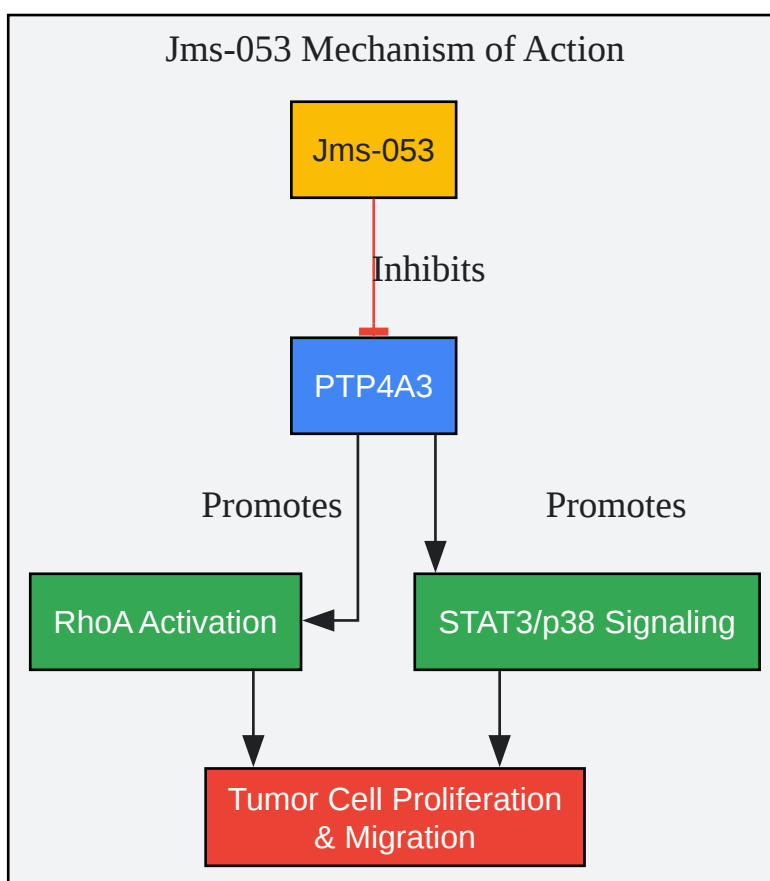 Jms-053 Mechanism of Action
Jms-053
Inhibits
PTP4A3
Promotes
Promotes
RhoA Activation
STAT3/p38 Signaling
Tumor Cell Proliferation
& Migration